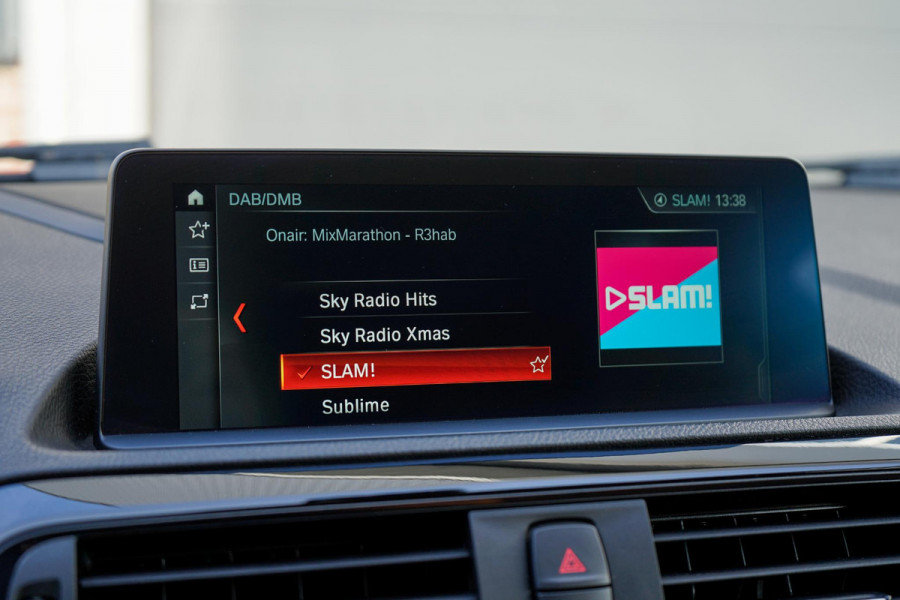 DAB/DMB
SLAM! 13:38
Onair: MixMarathon - R3hab
Sky Radio Hits
Sky Radio Xmas
SLAM!
Sublime
SLAM!